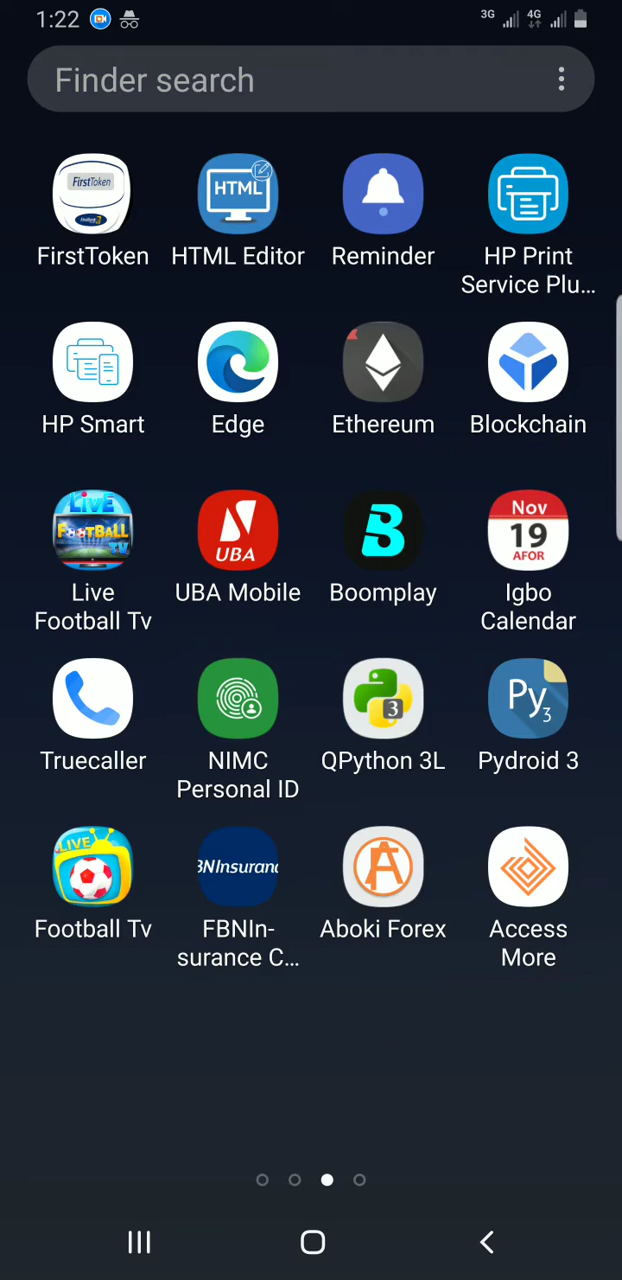 1:22
3G
4G
Finder search
FirstToken
FirstToken
HTML
HTML Editor
Reminder
HP Print
Service Plu...
HP Smart
Edge
Ethereum
Blockchain
LIVE
FOOTBALL
TV
Live
Football Tv
UBA
UBA Mobile
B
Boomplay
Nov
19
AFOR
Igbo
Calendar
Truecaller
NIMC
Personal ID
3
QPython 3L
Py3
Pydroid 3
LIVE
Football Tv
BNInsuranc
FBNIn-
surance C...
A
Aboki Forex
Access
More